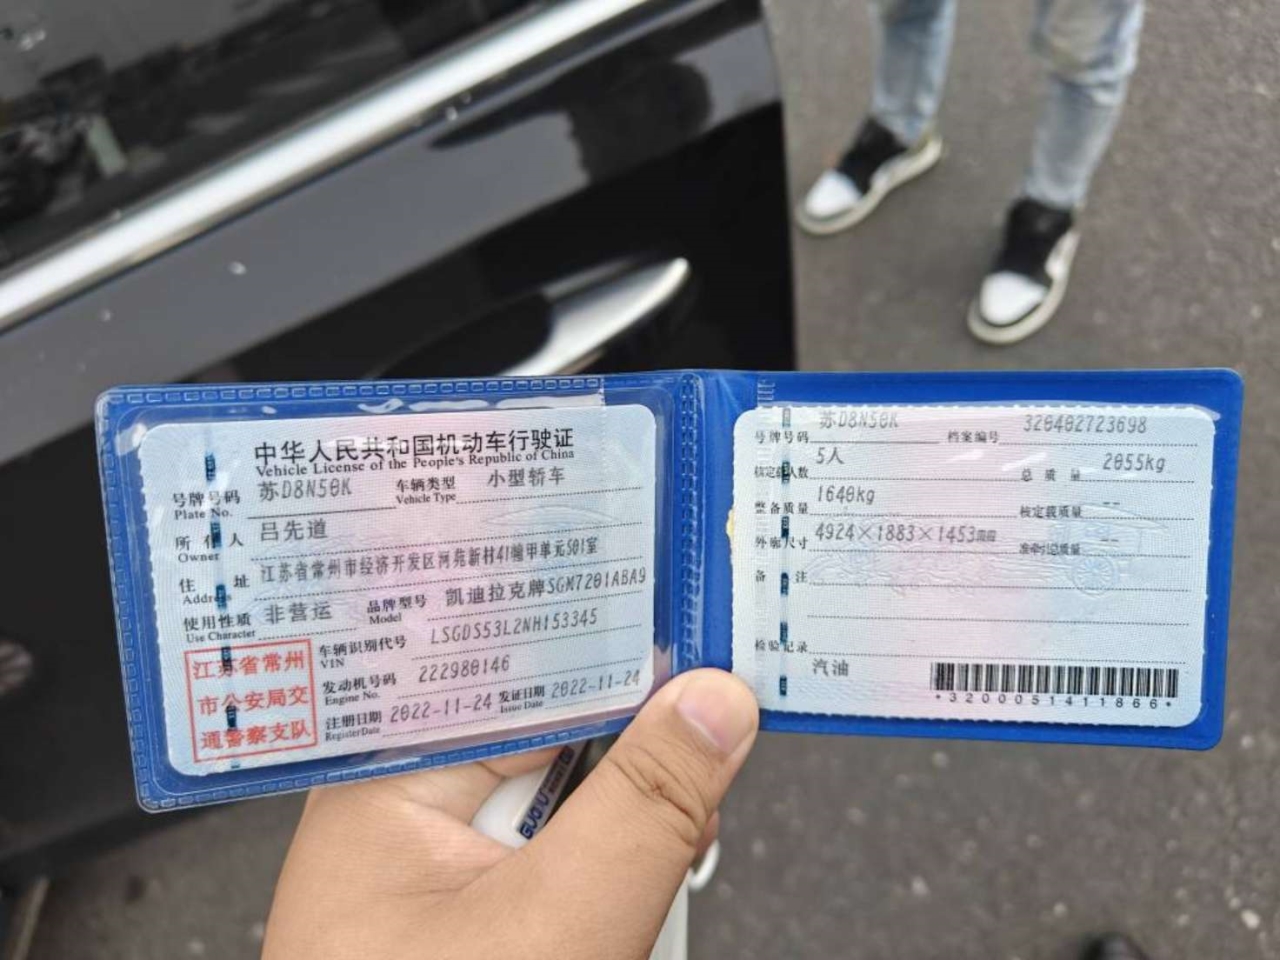 中华人民共和国机动车行驶证
Vehicle License of the People's Republic of China
号牌号码 苏D8N50K 车辆类型 小型轿车
Plate No. Vehicle Type
所有人 吕先道
Owner
住址 江苏省常州市经济开发区河苑新村41幢甲单元501室
Address
使用性质 非营运 品牌型号 凯迪拉克牌SGM7201ABA9
Use Character Model
车辆识别代号 LSGDS53L2NH153345
VIN
发动机号码 222980146
Engine No.
注册日期 2022-11-24 发证日期 2022-11-24
Register Date Issue Date
江苏省常州
市公安局交
通警察支队
号牌号码 苏D8N50K 档案编号 320402723698
核定载人数 5人 总质量 2055kg
整备质量 1640kg 核定载质量 --
外廓尺寸 4924×1883×1453mm 准牵引总质量 --
备注
检验记录
汽油
*3200051411866*